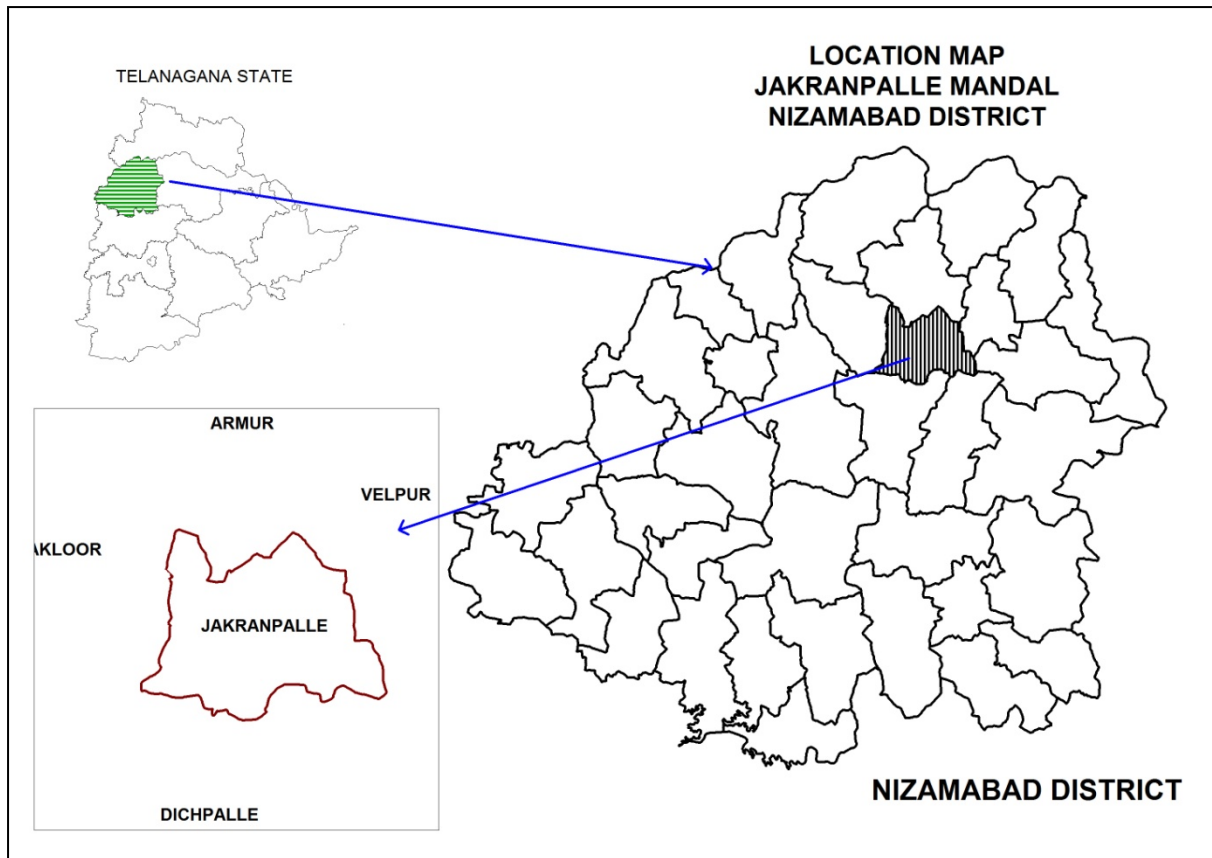 LOCATION MAP
JAKRANPALLE MANDAL
NIZAMABAD DISTRICT
TELANAGANA STATE
ARMUR
VELPUR
AKLOOR
JAKRANPALLE
DICHPALLE
NIZAMABAD DISTRICT